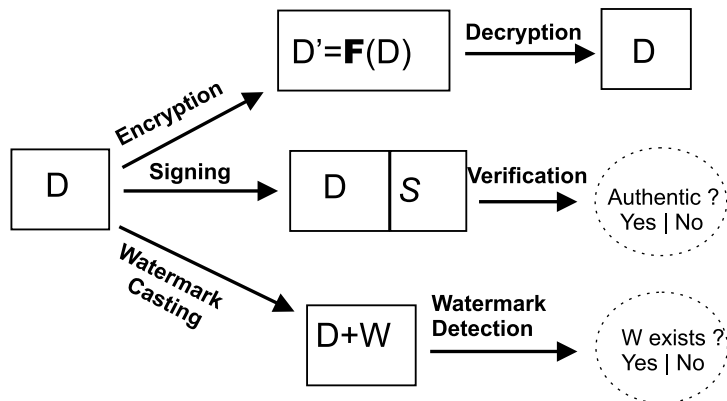 D
Encryption
D'=F(D)
Decryption
D
Signing
D
S
Verification
Authentic ?
Yes | No
Watermark
Casting
D+W
Watermark
Detection
W exists ?
Yes | No